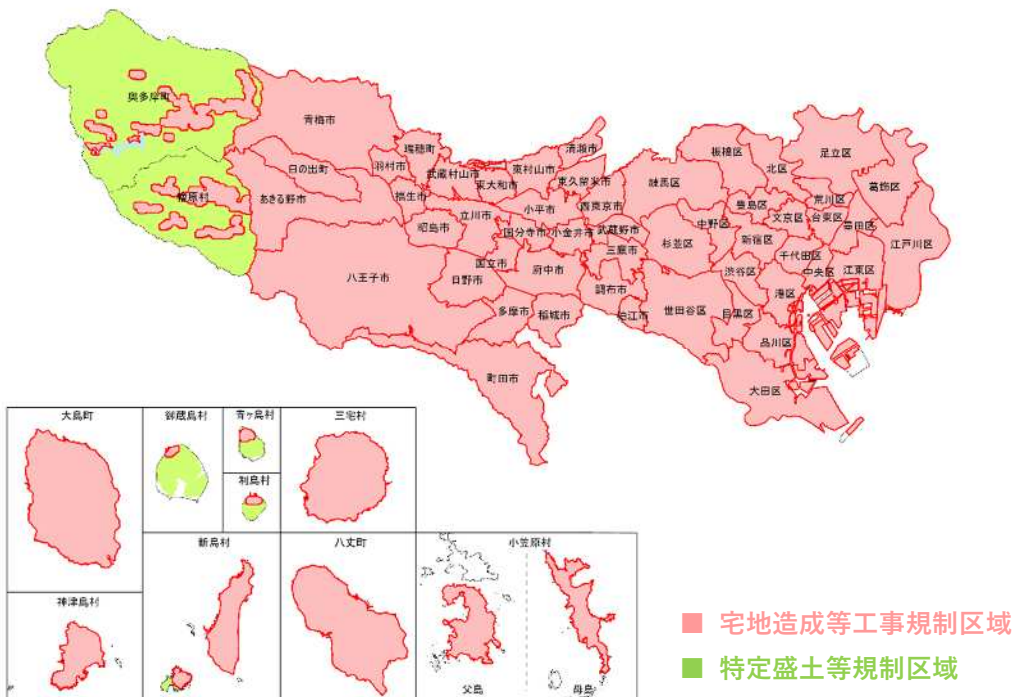 奥多摩町
青梅市
瑞穂町
清瀬市
板橋区
足立区
北区
羽村市
日の出町
武蔵村山市
東村山市
東大和市
東久留米市
練馬区
葛飾区
檜原村
あきる野市
福生市
西東京市
豊島区
荒川区
昭島市
立川市
小平市
中野区
文京区
台東区
墨田区
国分寺市
小金井市
武蔵野市
杉並区
新宿区
江戸川区
三鷹市
千代田区
八王子市
国立市
府中市
渋谷区
中央区
江東区
日野市
調布市
港区
多摩市
稲城市
狛江市
世田谷区
目黒区
品川区
町田市
大田区
大島町
御蔵島村
青ヶ島村
三宅村
利島村
新島村
八丈町
小笠原村
神津島村
父島
母島
宅地造成等工事規制区域
特定盛土等規制区域